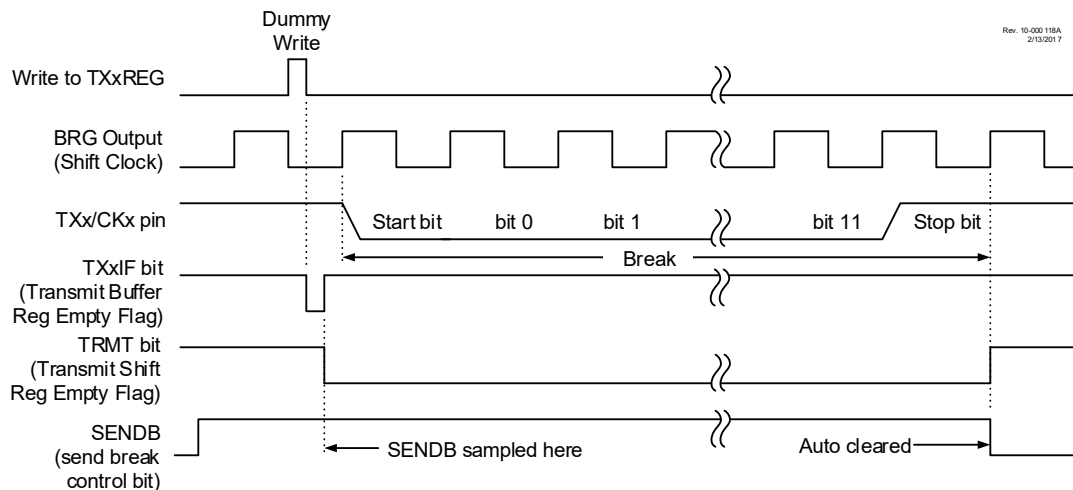 Dummy
Write
Rev. 10-000 118A
2/13/201 7
Write to TXxREG
BRG Output
(Shift Clock)
TXx/CKx pin
Start bit
bit 0
bit 1
bit 11
Stop bit
Break
TXxIF bit
(Transmit Buffer
Reg Empty Flag)
TRMT bit
(Transmit Shift
Reg Empty Flag)
SENDB
(send break
control bit)
SENDB sampled here
Auto cleared